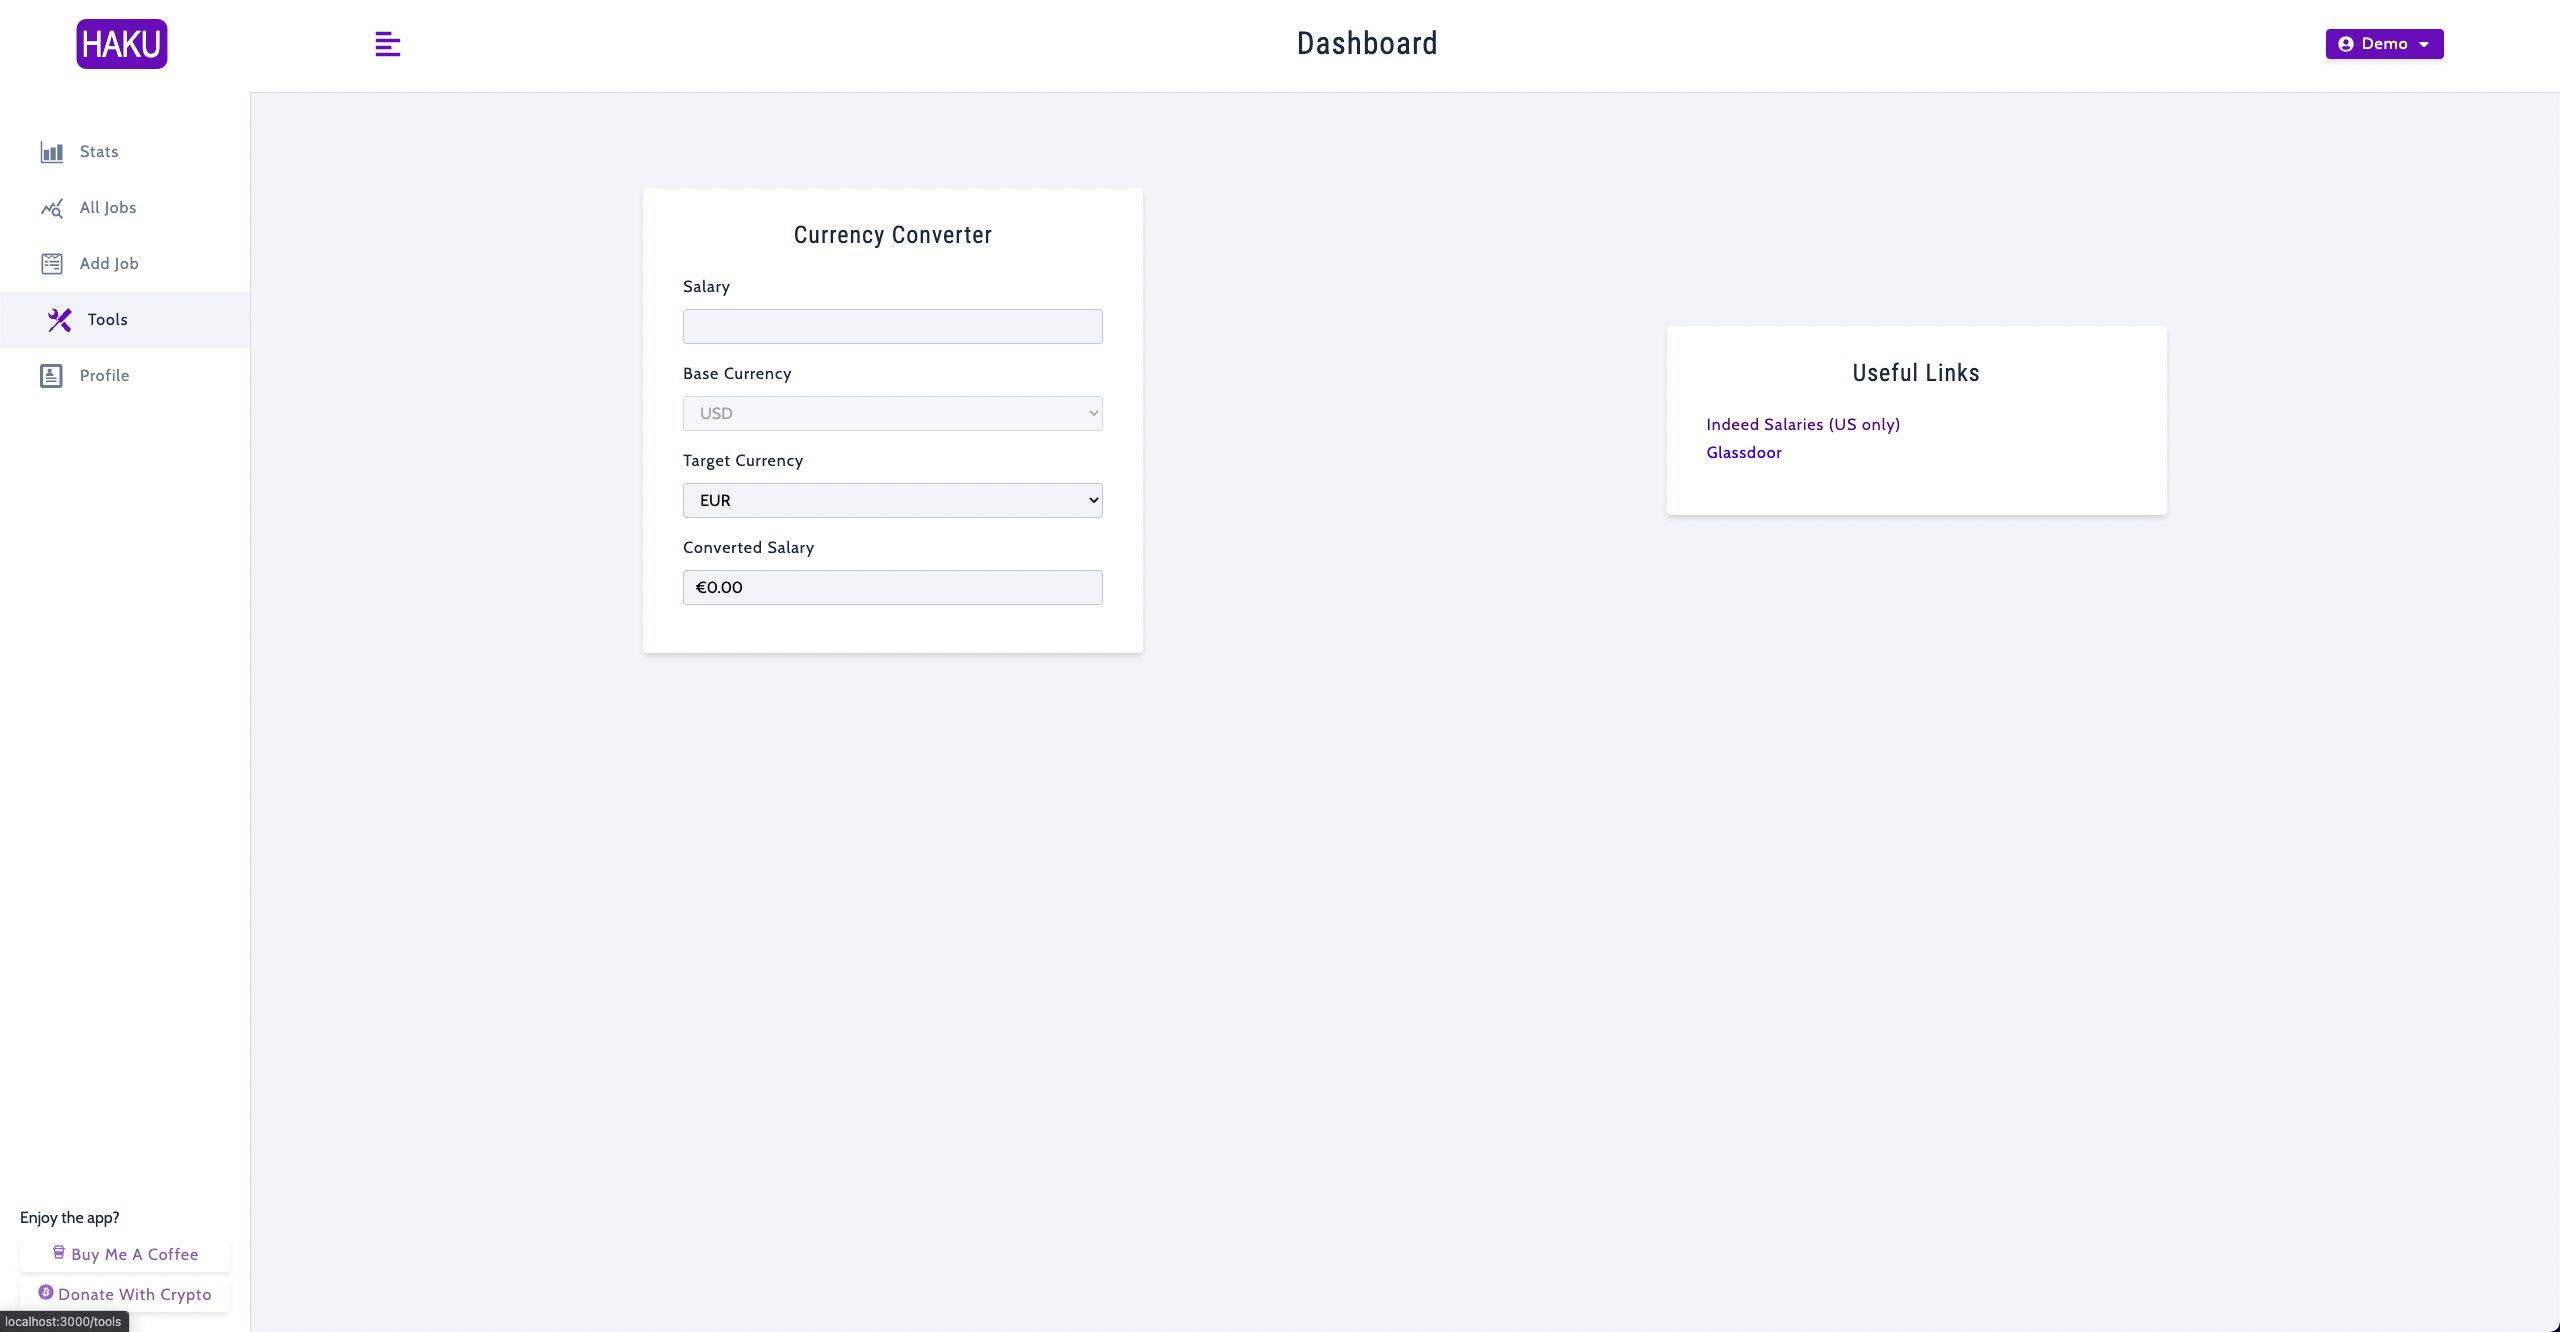 HAKU
Dashboard
Demo
Stats
All Jobs
Add Job
Tools
Profile
Currency Converter
Salary
Base Currency
USD
Target Currency
EUR
Converted Salary
€0.00
Useful Links
Indeed Salaries (US only)
Glassdoor
Enjoy the app?
Buy Me A Coffee
Donate With Crypto
localhost:3000/tools